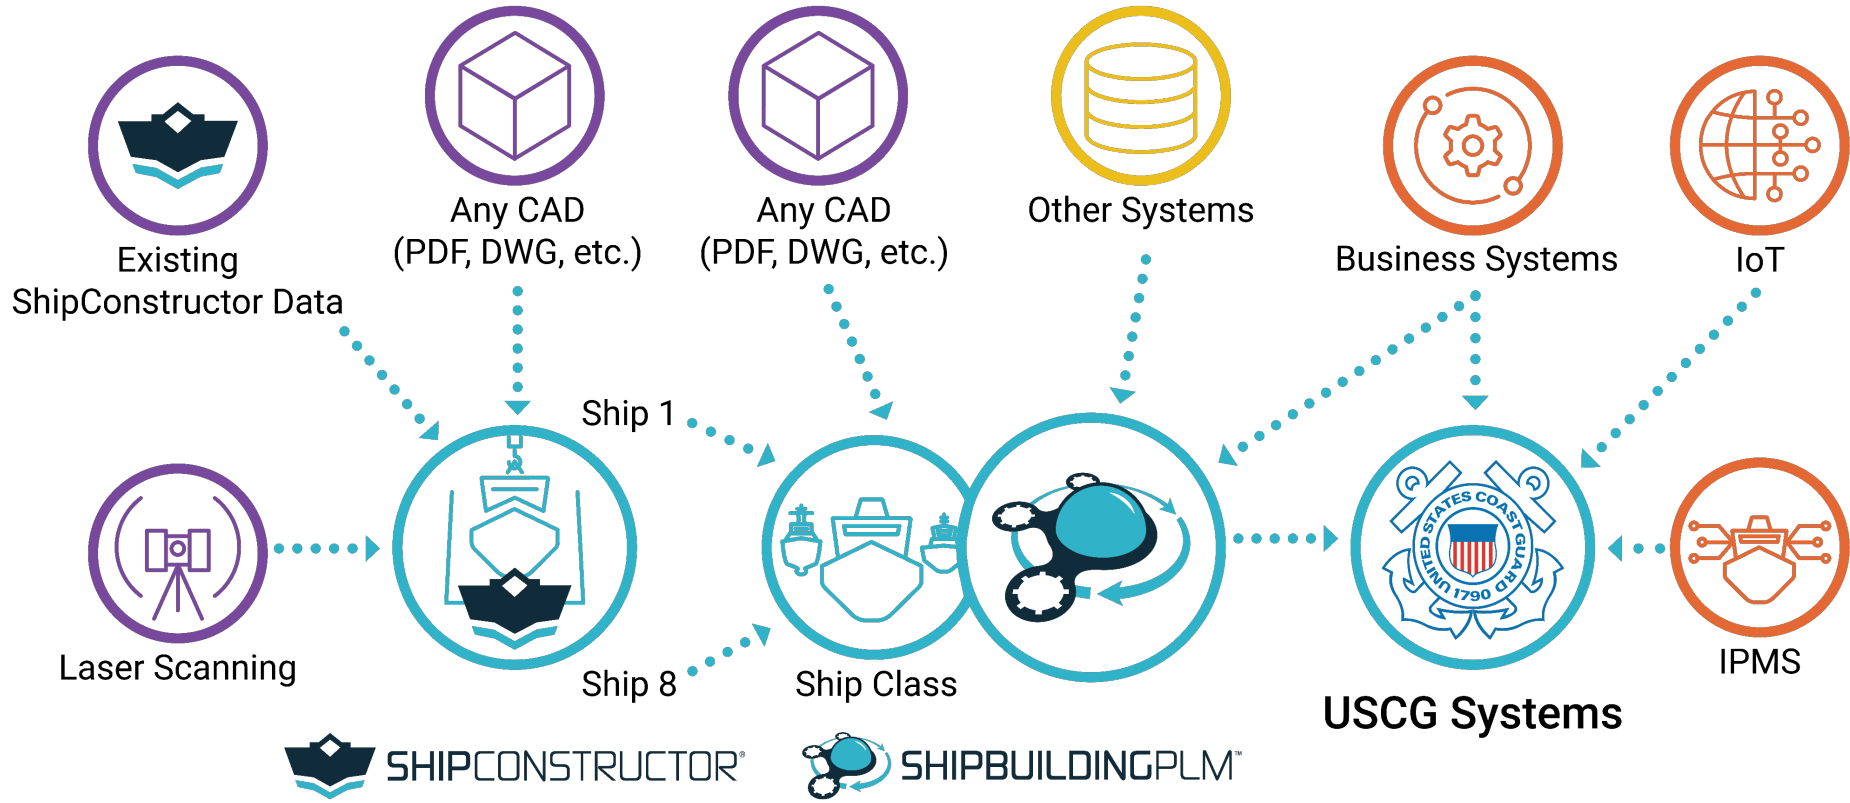 Existing
ShipConstructor Data
Any CAD
(PDF, DWG, etc.)
Any CAD
(PDF, DWG, etc.)
Other Systems
Business Systems
IoT
Ship 1
Laser Scanning
Ship 8
Ship Class
UNITED STATES COAST GUARD
1790
USCG Systems
IPMS
SHIPCONSTRUCTOR®
SHIPBUILDINGPLM™